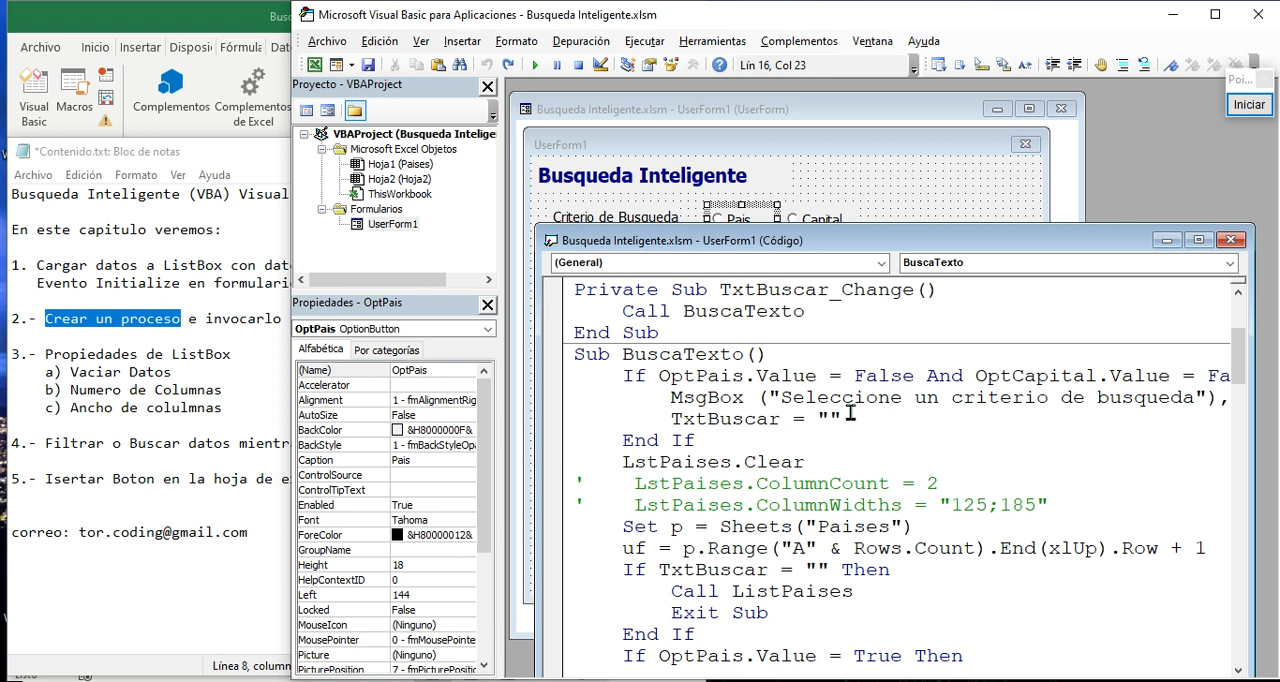 Busc
Archivo Inicio Insertar Disposi Fórmula Dat
Visual Basic
Macros
Complementos
Complementos de Excel
*Contenido.txt: Bloc de notas
Archivo Edición Formato Ver Ayuda
Busqueda Inteligente (VBA) Visual
En este capitulo veremos:
1. Cargar datos a ListBox con dat
Evento Initialize en formulari
2.- Crear un proceso e invocarlo
3.- Propiedades de ListBox
a) Vaciar Datos
b) Numero de Columnas
c) Ancho de colulmnas
4.- Filtrar o Buscar datos mientr
5.- Isertar Boton en la hoja de e
correo: tor.coding@gmail.com
Línea 8, column
Microsoft Visual Basic para Aplicaciones - Busqueda Inteligente.xlsm
Archivo Edición Ver Insertar Formato Depuración Ejecutar Herramientas Complementos Ventana Ayuda
Lín 16, Col 23
Poi...
Iniciar
Proyecto - VBAProject
VBAProject (Busqueda Intelige
Microsoft Excel Objetos
Hoja1 (Paises)
Hoja2 (Hoja2)
ThisWorkbook
Formularios
UserForm1
Propiedades - OptPais
OptPais OptionButton
Alfabética Por categorías
(Name) OptPais
Accelerator
Alignment 1 - fmAlignmentRig
AutoSize False
BackColor &H8000000F&
BackStyle 1 - fmBackStyleOp
Caption Pais
ControlSource
ControlTipText
Enabled True
Font Tahoma
ForeColor &H80000012&
GroupName
Height 18
HelpContextID 0
Left 144
Locked False
MouseIcon (Ninguno)
MousePointer 0 - fmMousePointe
Picture (Ninguno)
PicturePosition 7 - fmPicturePositio
Busqueda Inteligente.xlsm - UserForm1 (UserForm)
UserForm1
Busqueda Inteligente
Criterio de Busqueda Pais Capital
Busqueda Inteligente.xlsm - UserForm1 (Código)
(General) BuscaTexto
Private Sub TxtBuscar_Change()
Call BuscaTexto
End Sub
Sub BuscaTexto()
If OptPais.Value = False And OptCapital.Value = Fa
MsgBox ("Seleccione un criterio de busqueda"),
TxtBuscar = ""
End If
LstPaises.Clear
' LstPaises.ColumnCount = 2
' LstPaises.ColumnWidths = "125;185"
Set p = Sheets("Paises")
uf = p.Range("A" & Rows.Count).End(xlUp).Row + 1
If TxtBuscar = "" Then
Call ListPaises
Exit Sub
End If
If OptPais.Value = True Then